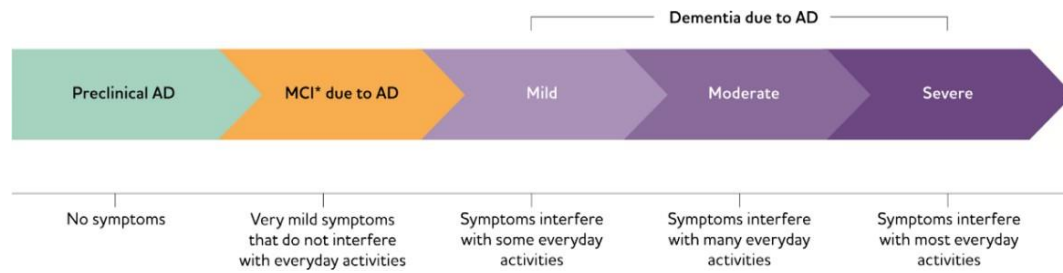 Dementia due to AD
Preclinical AD
MCI* due to AD
Mild
Moderate
Severe
No symptoms
Very mild symptoms
that do not interfere
with everyday activities
Symptoms interfere
with some everyday
activities
Symptoms interfere
with many everyday
activities
Symptoms interfere
with most everyday
activities